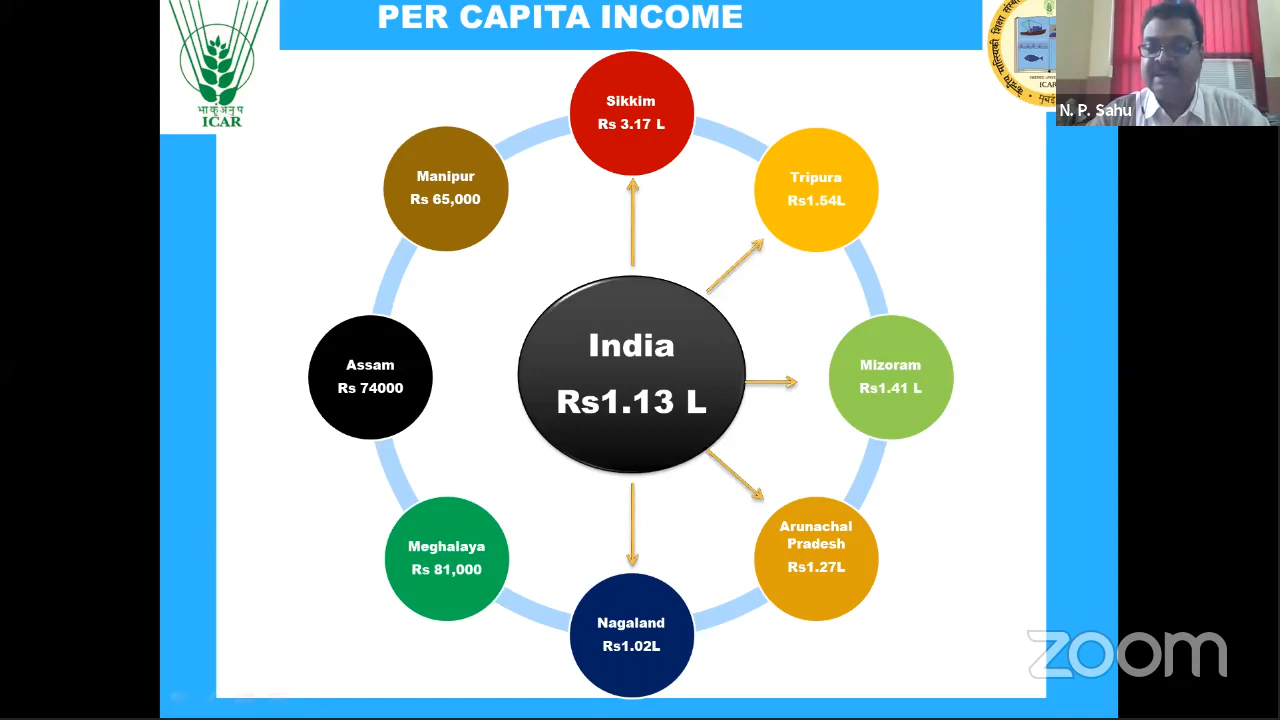 PER CAPITA INCOME
भाकृअनुप
ICAR
N. P. Sahu
Sikkim
Rs 3.17 L
Tripura
Rs1.54L
Mizoram
Rs1.41 L
Arunachal
Pradesh
Rs1.27L
Nagaland
Rs1.02L
Meghalaya
Rs 81,000
Assam
Rs 74000
Manipur
Rs 65,000
India
Rs1.13 L
zoom